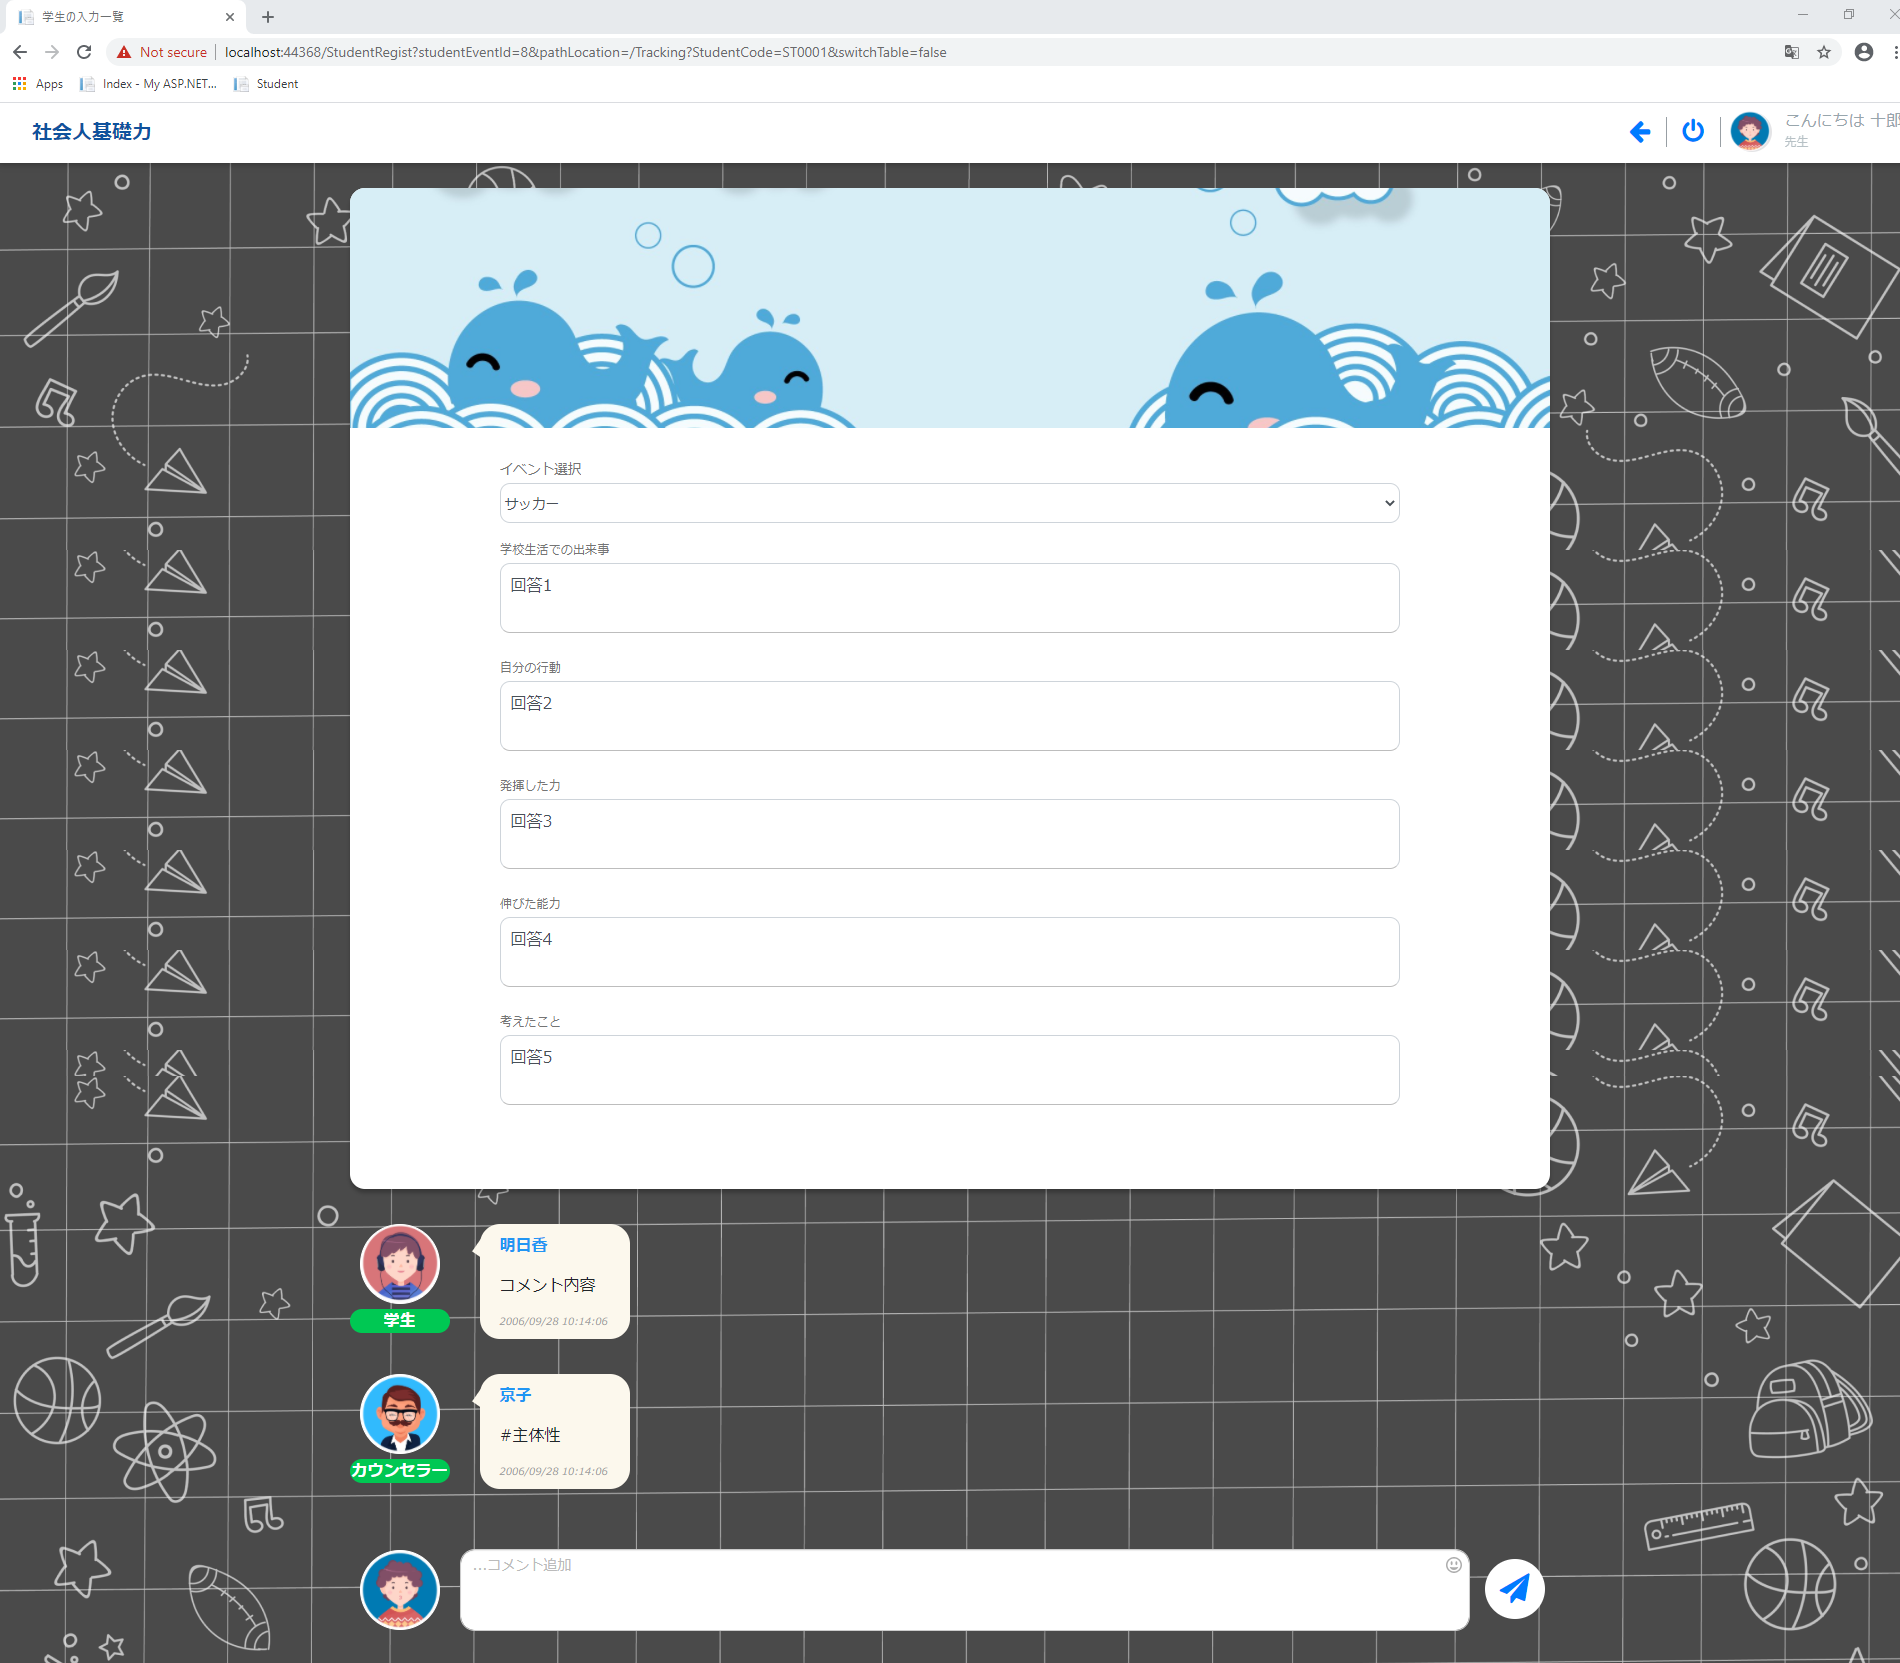 学生の入力一覧
Not secure
localhost:44368/StudentRegist?studentEventId=8&pathLocation=/Tracking?StudentCode=ST0001&switchTable=false
Apps
Index - My ASP.NET...
Student
社会人基礎力
こんにちは 十郎
先生
イベント選択
サッカー
学校生活での出来事
回答1
自分の行動
回答2
発揮した力
回答3
伸びた能力
回答4
考えたこと
回答5
明日香
コメント内容
2006/09/28 10:14:06
学生
京子
#主体性
2006/09/28 10:14:06
カウンセラー
...コメント追加